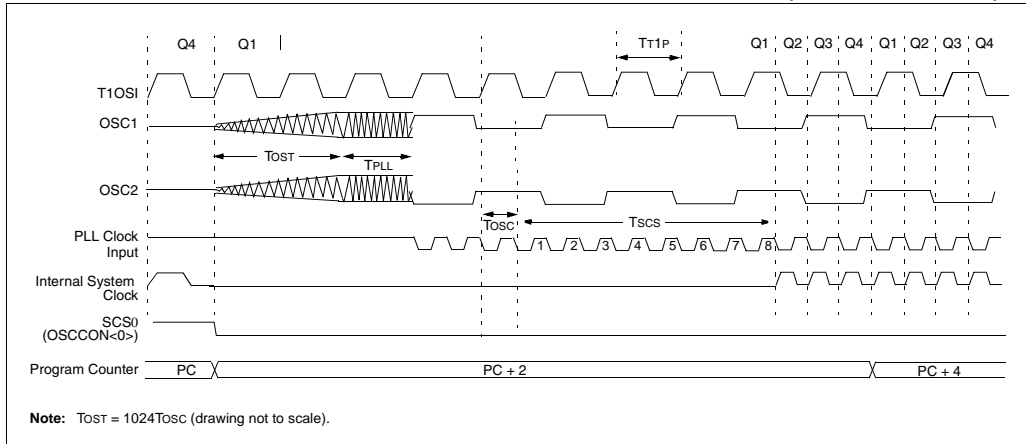 Q4 Q1 TT1P Q1 Q2 Q3 Q4 Q1 Q2 Q3 Q4
T1OSI
OSC1
TOST TPLL
OSC2
TOSC TSCS
PLL Clock
Input
1 2 3 4 5 6 7 8
Internal System
Clock
SCS0
(OSCCON<0>)
Program Counter PC PC + 2 PC + 4
Note: TOST = 1024TOSC (drawing not to scale).